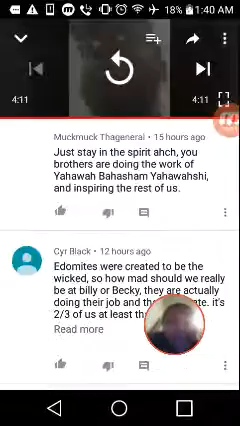 18% 1:40 AM
4:11 4:11
Muckmuck Thageneral • 15 hours ago
Just stay in the spirit ahch, you
brothers are doing the work of
Yahawah Bahasham Yahawahshi,
and inspiring the rest of us.
Cyr Black • 12 hours ago
Edomites were created to be the
wicked, so how mad should we really
be at billy or Becky, they are actually
doing their job and it's
2/3 of us at least
Read more